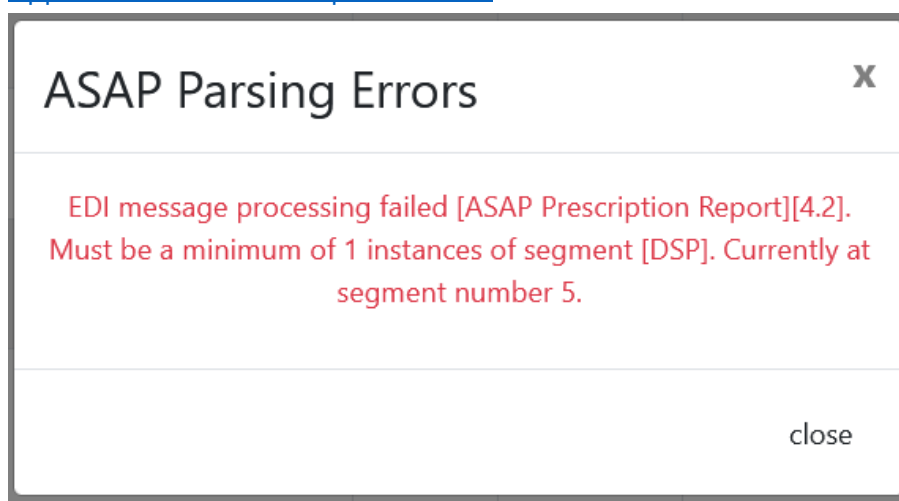 ASAP Parsing Errors
x
EDI message processing failed [ASAP Prescription Report][4.2].
Must be a minimum of 1 instances of segment [DSP]. Currently at
segment number 5.
close